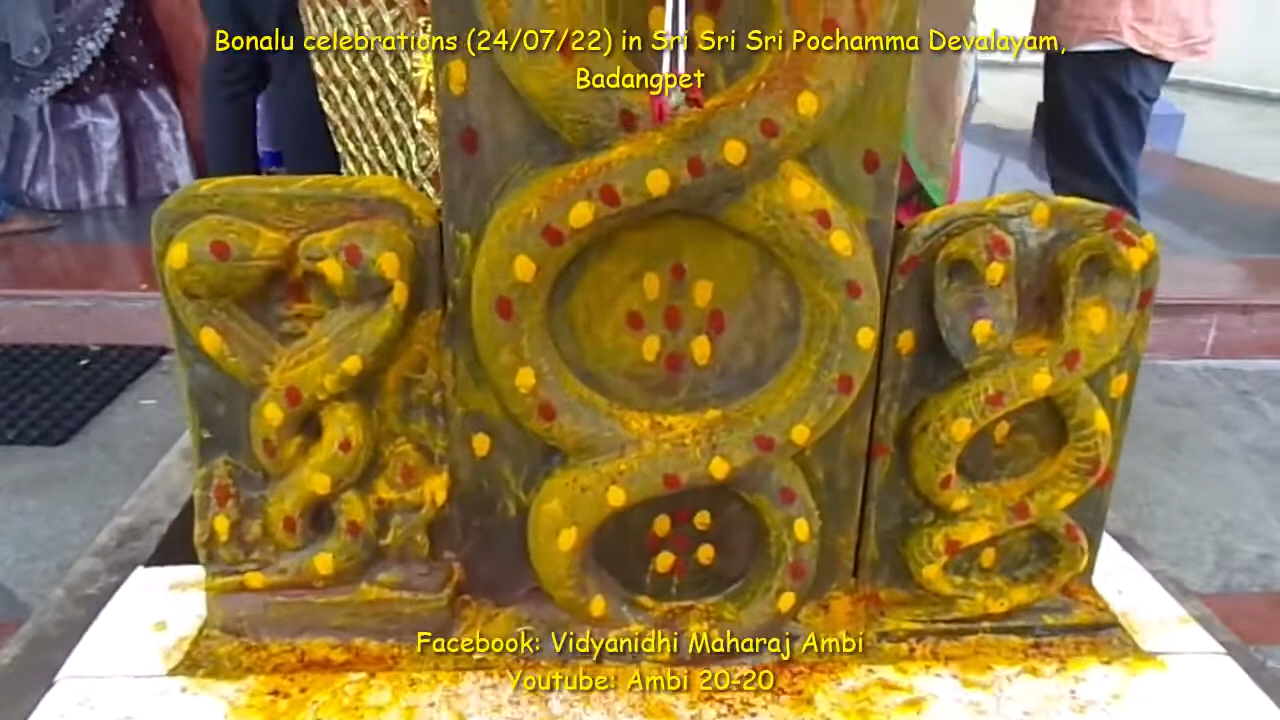 Bonalu celebrations (24/07/22) in Sri Sri Sri Pochamma Devalayam,
Badangpet
Facebook: Vidyanidhi Maharaj Ambi
Youtube: Ambi 20-20